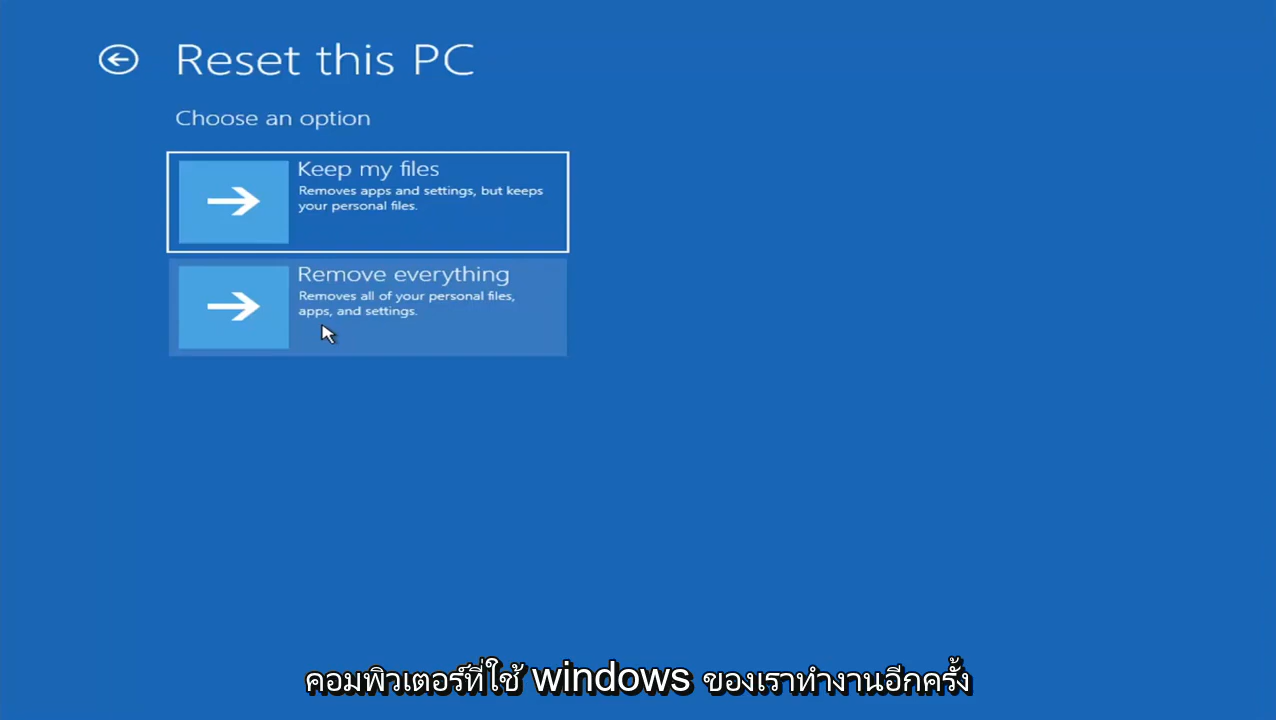 Reset this PC
Choose an option
Keep my files
Removes apps and settings, but keeps
your personal files.
Remove everything
Removes all of your personal files,
apps, and settings.
คอมพิวเตอร์ที่ใช้ windows ของเราทำงานอีกครั้ง